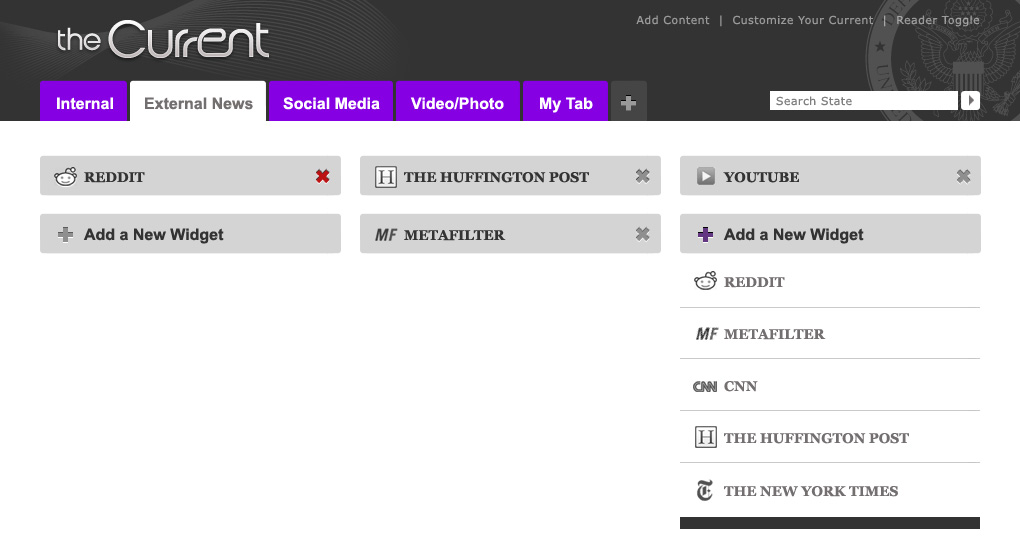 the Current
Add Content | Customize Your Current | Reader Toggle
Internal
External News
Social Media
Video/Photo
My Tab
Search State
UNI
REDDIT
H THE HUFFINGTON POST
YOUTUBE
Add a New Widget
MF METAFILTER
Add a New Widget
REDDIT
MF METAFILTER
CNN CNN
H THE HUFFINGTON POST
T THE NEW YORK TIMES